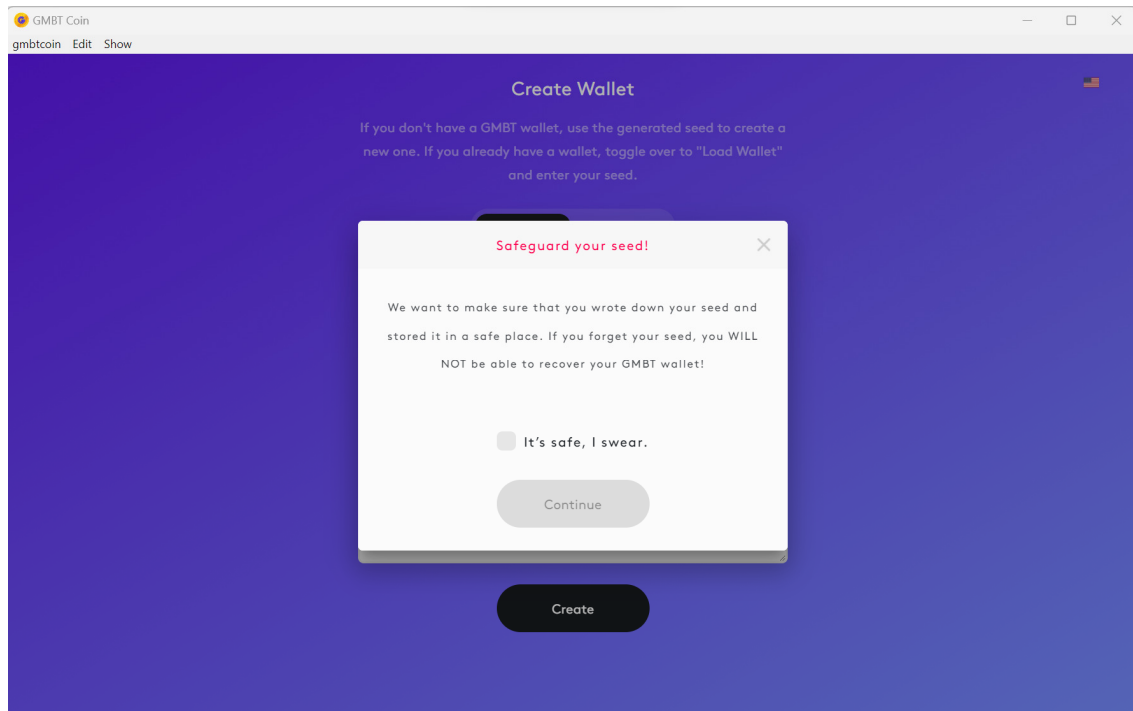 GMBT Coin
gmbtcoin Edit Show
Create Wallet
If you don't have a GMBT wallet, use the generated seed to create a
new one. If you already have a wallet, toggle over to "Load Wallet"
and enter your seed.
Safeguard your seed!
We want to make sure that you wrote down your seed and
stored it in a safe place. If you forget your seed, you WILL
NOT be able to recover your GMBT wallet!
It’s safe, I swear.
Continue
Create